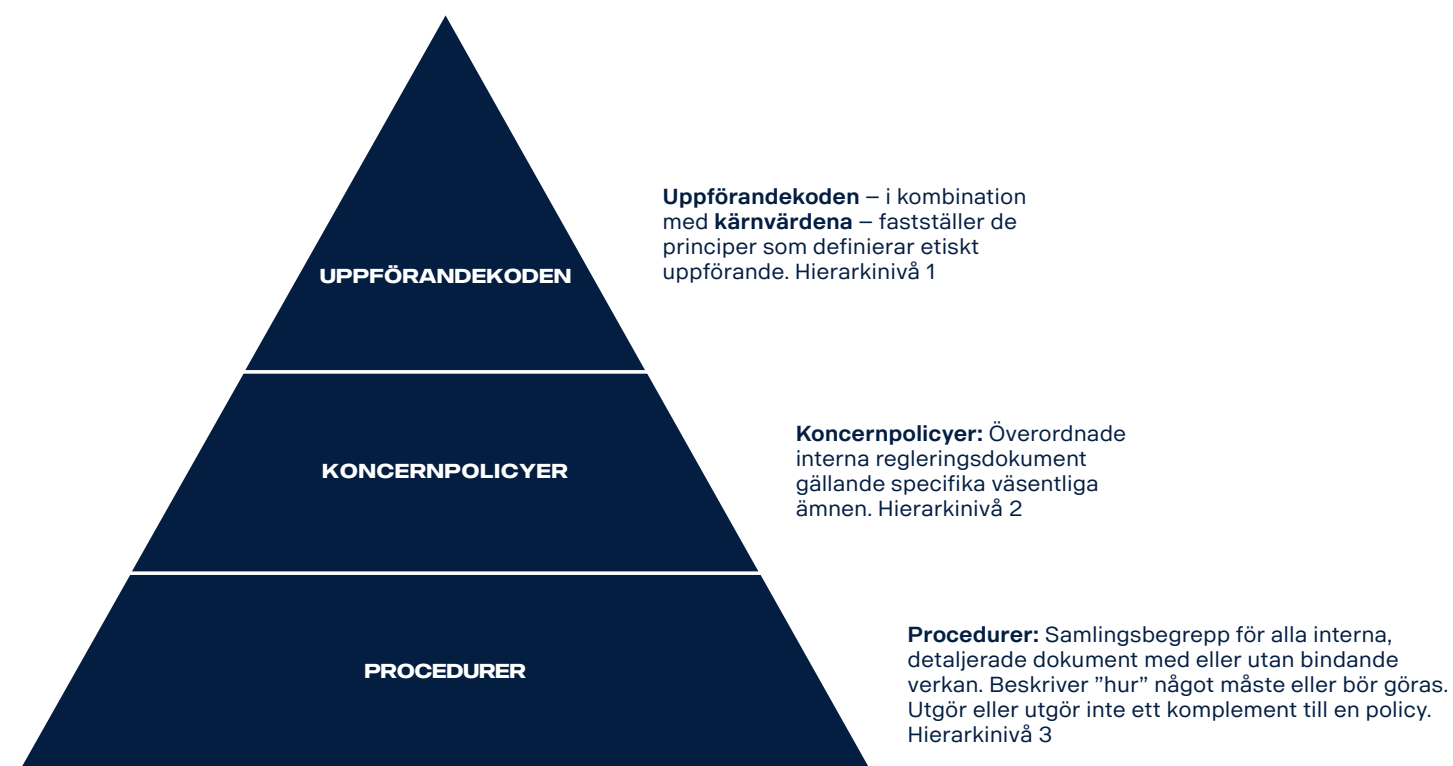 Uppförandekoden – i kombination
med kärnvärdena – fastställer de
principer som definierar etiskt
uppförande. Hierarkinivå 1
UPPFÖRANDEKODEN
Koncernpolicyer: Överordnade
interna regleringsdokument
gällande specifika väsentliga
ämnen. Hierarkinivå 2
KONCERNPOLICYER
Procedurer: Samlingsbegrepp för alla interna,
detaljerade dokument med eller utan bindande
verkan. Beskriver ”hur” något måste eller bör göras.
Utgör eller utgör inte ett komplement till en policy.
Hierarkinivå 3
PROCEDURER